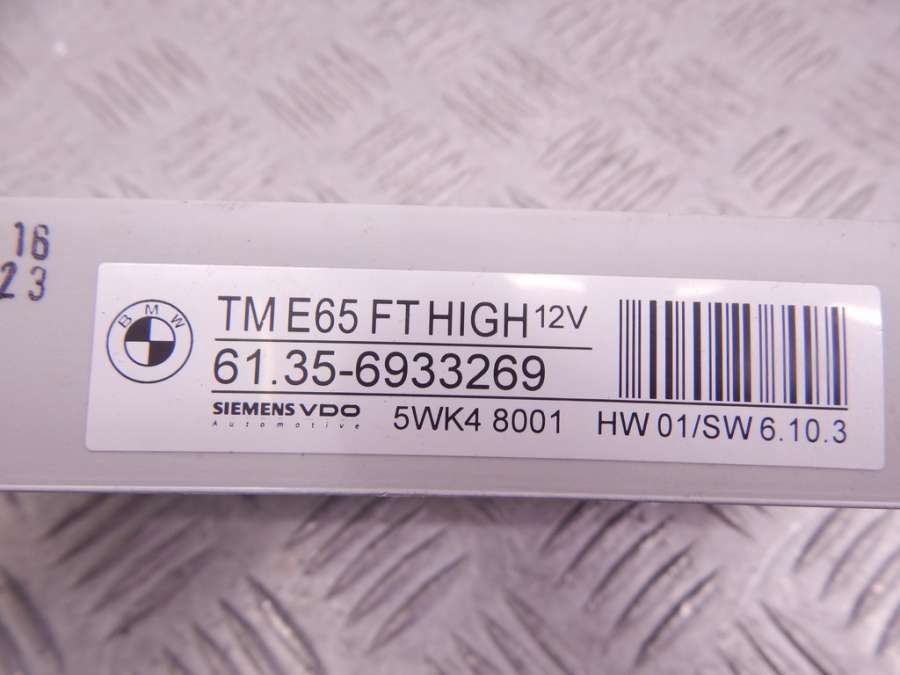 16
23
BMW
TM E65 FT HIGH 12V
61.35-6933269
SIEMENS VDO
Automotive
5WK4 8001
HW 01/SW 6.10.3